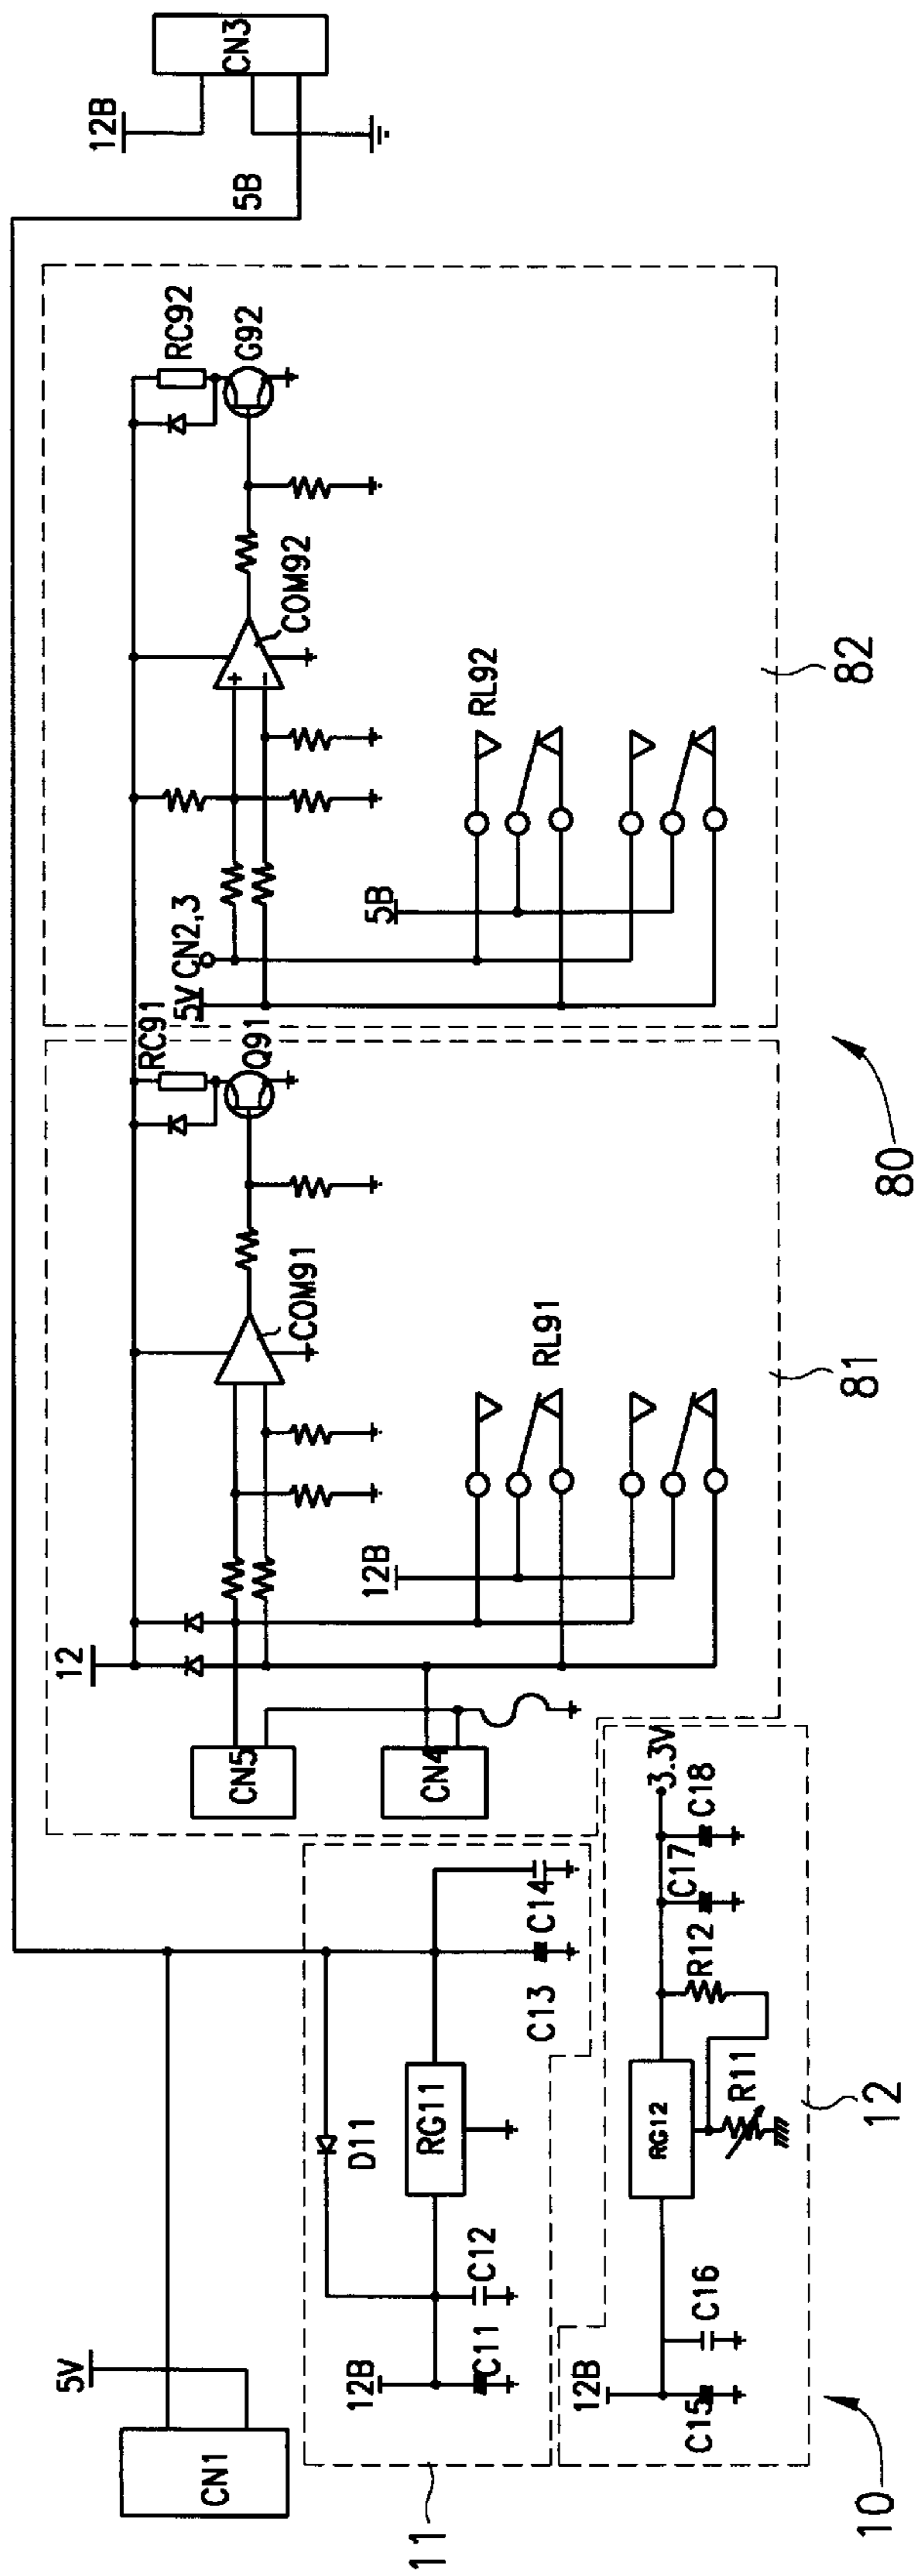 CN1
5V
11
12B
C11
C12
D11
RG11
C13
C14
10
12B
C15
C16
RG12
R11
R12
C17
C18
3.3V
12
CN5
CN4
12
12B
RL91
COM91
RC91
Q91
81
80
5V
CN2,3
5B
RL92
COM92
RC92
G92
82
5B
12B
CN3
+
-